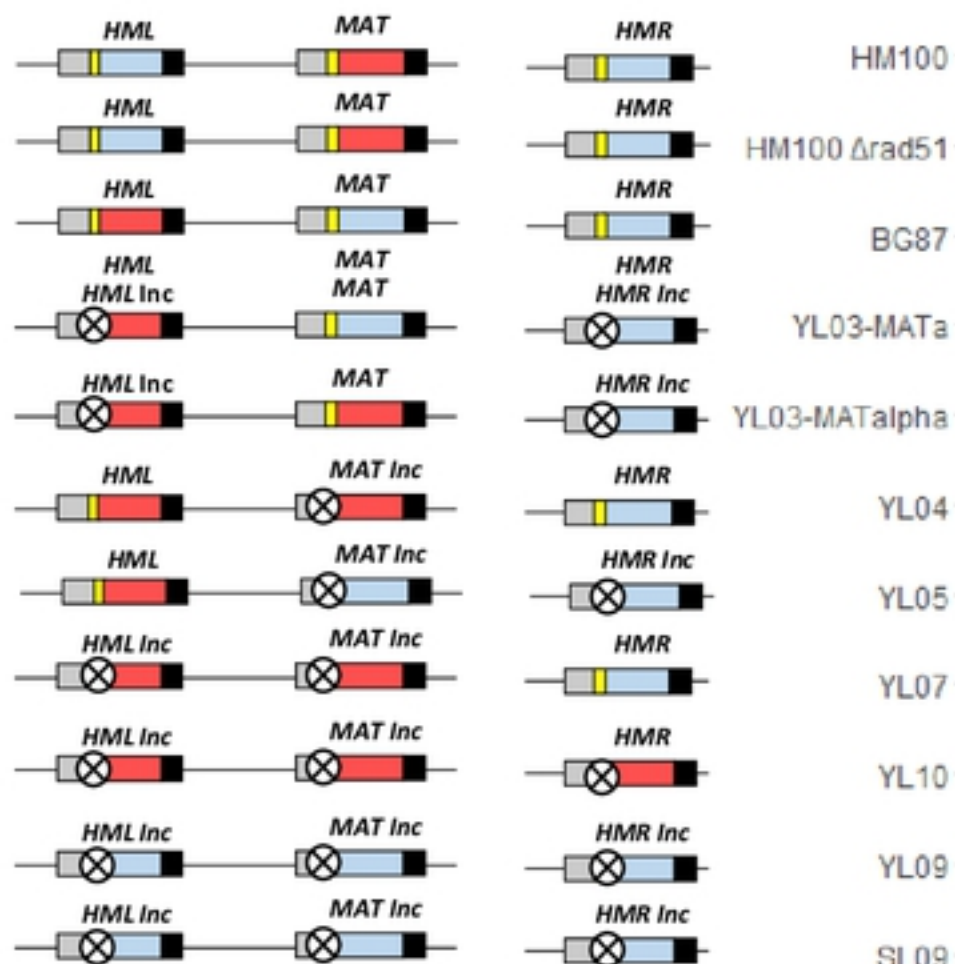 HML MAT HMR HM100
HML MAT HMR HM100 Δrad51
HML MAT HMR BG87
HML MAT HMR
HML Inc MAT HMR Inc YL03-MATa
HML Inc MAT HMR Inc YL03-MATalpha
HML MAT Inc HMR YL04
HML MAT Inc HMR Inc YL05
HML Inc MAT Inc HMR YL07
HML Inc MAT Inc HMR YL10
HML Inc MAT Inc HMR Inc YL09
HML Inc MAT Inc HMR Inc SL09